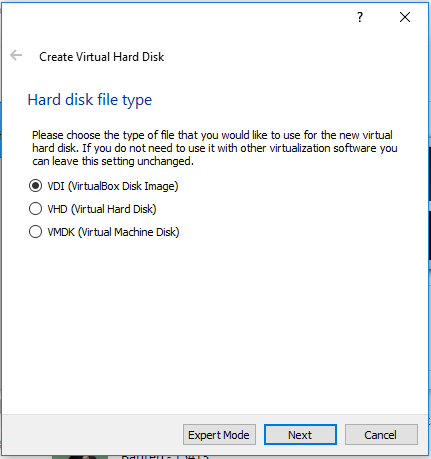 ?
Create Virtual Hard Disk
Hard disk file type
Please choose the type of file that you would like to use for the new virtual
hard disk. If you do not need to use it with other virtualization software you
can leave this setting unchanged.
VDI (VirtualBox Disk Image)
VHD (Virtual Hard Disk)
VMDK (Virtual Machine Disk)
Expert Mode Next Cancel